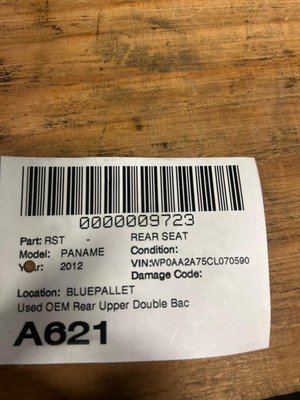 0000009723
Part: RST - REAR SEAT
Model: PANAME Condition:
Year: 2012 VIN:WP0AA2A75CL070590
Damage Code:
Location: BLUEPALLET
Used OEM Rear Upper Double Bac
A621